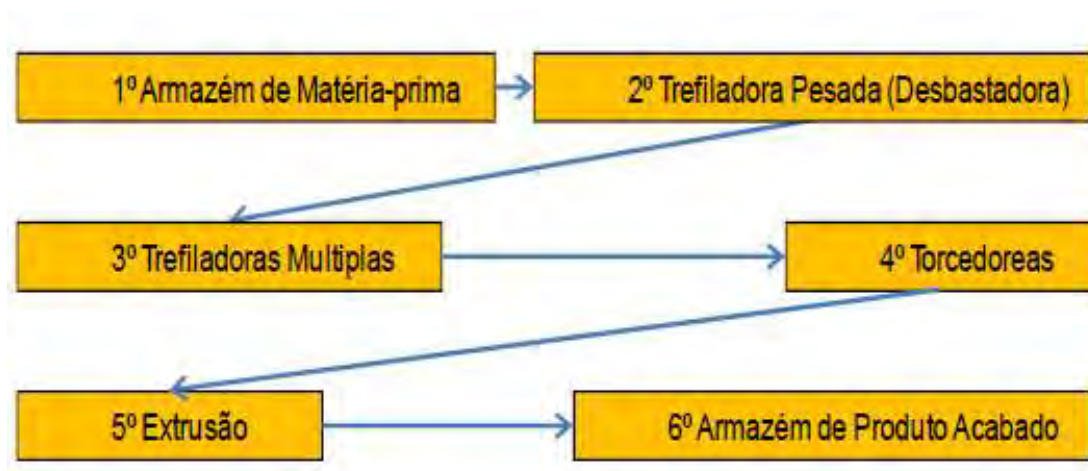 1º Armazém de Matéria-prima
2º Trefiladora Pesada (Desbastadora)
3º Trefiladoras Multiplas
4º Torcedoreas
5º Extrusão
6º Armazém de Produto Acabado